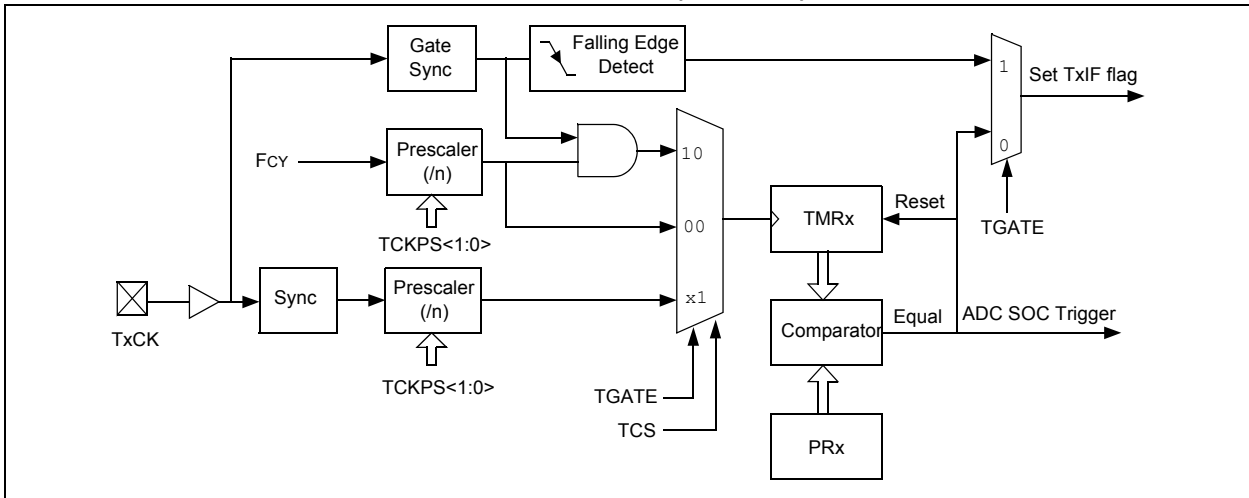 Gate
Sync
Falling Edge
Detect
1
Set TxIF flag
0
TGATE
FCY
Prescaler
(/n)
TCKPS<1:0>
10
00
x1
TMRx
Reset
TxCK
Sync
Prescaler
(/n)
TCKPS<1:0>
Comparator
Equal
ADC SOC Trigger
TGATE
TCS
PRx